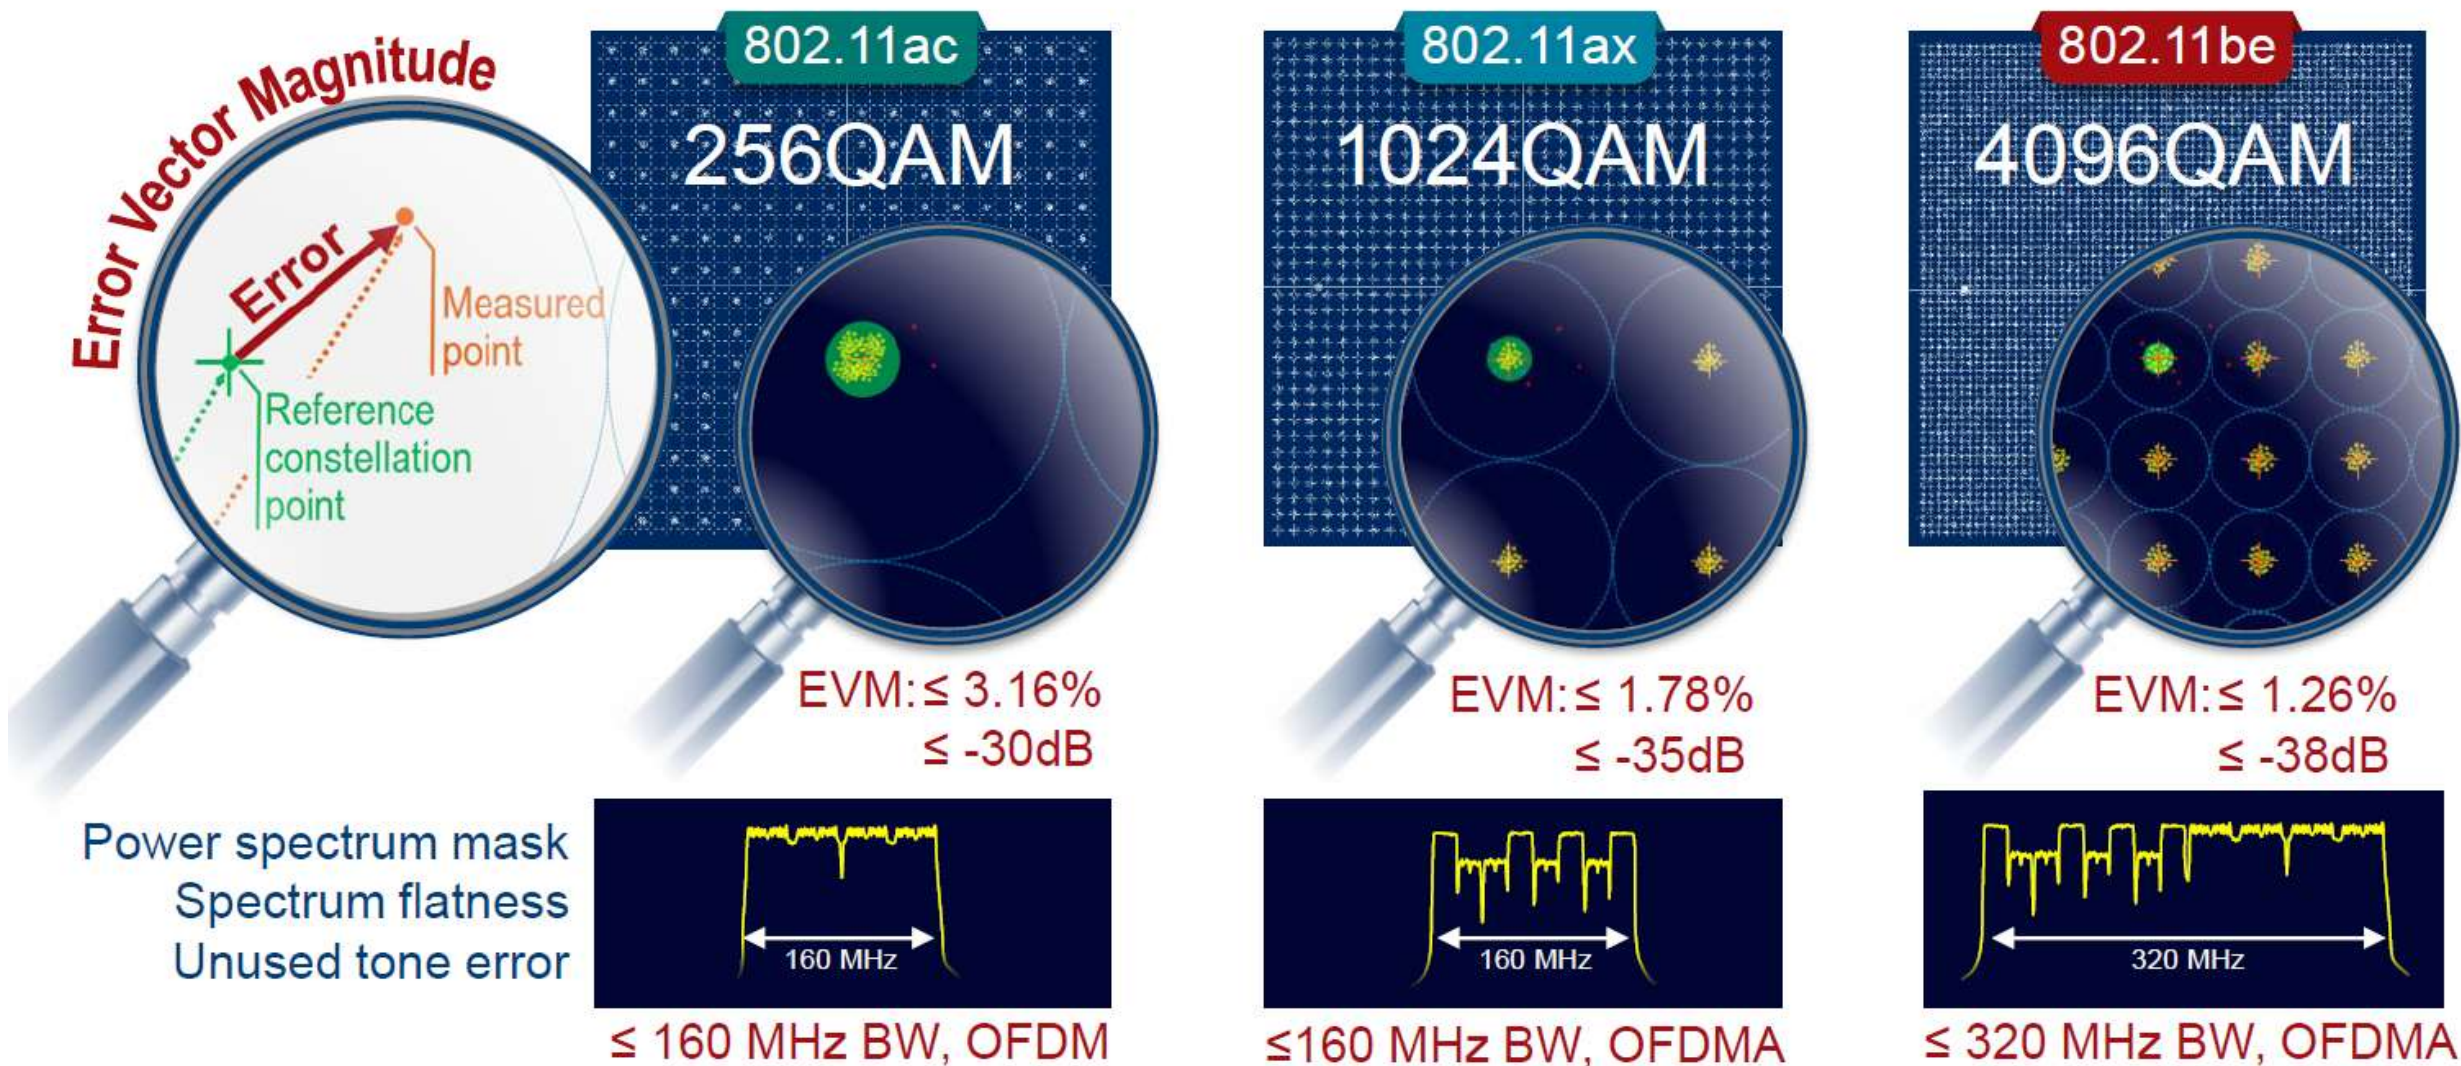 Error Vector Magnitude
Error
Measured
point
Reference
constellation
point
802.11ac
256QAM
EVM: ≤ 3.16%
≤ -30dB
802.11ax
1024QAM
EVM: ≤ 1.78%
≤ -35dB
802.11be
4096QAM
EVM: ≤ 1.26%
≤ -38dB
Power spectrum mask
Spectrum flatness
Unused tone error
160 MHz
≤ 160 MHz BW, OFDM
160 MHz
≤160 MHz BW, OFDMA
320 MHz
≤ 320 MHz BW, OFDMA